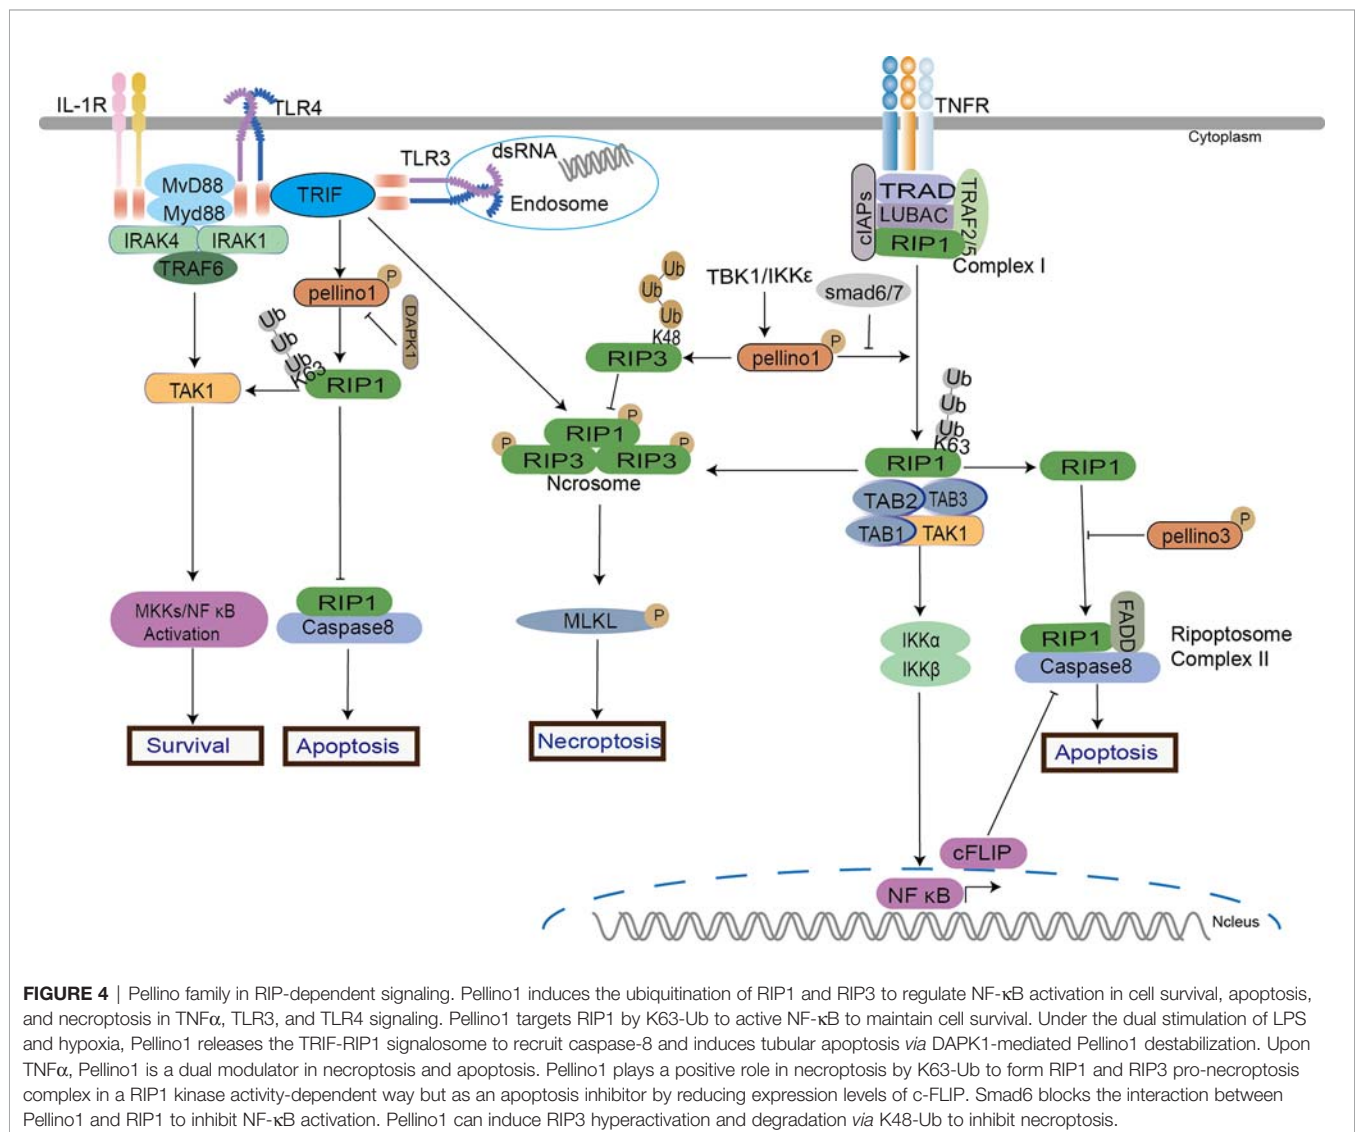 IL-1R
TLR4
TNFR
Cytoplasm
TLR3
dsRNA
Endosome
MvD88
Myd88
TRIF
IRAK4
IRAK1
TRAF6
TRAD
LUBAC
RIP1
cIAPs
TRAF2/5
Complex I
pellino1
P
DAPK1
Ub
Ub
Ub
K63
RIP1
TAK1
Ub
Ub
Ub
K48
RIP3
TBK1/IKKε
smad6/7
pellino1
P
RIP1
P
RIP3
P
RIP3
P
Ncrosome
Ub
Ub
Ub
K63
RIP1
TAB2
TAB3
TAB1
TAK1
RIP1
pellino3
P
MKKs/NF κB
Activation
RIP1
Caspase8
MLKL
P
IKKα
IKKβ
RIP1
FADD
Caspase8
Ripoptosome
Complex II
Survival
Apoptosis
Necroptosis
Apoptosis
cFLIP
NF κB
Ncleus
FIGURE 4 | Pellino family in RIP-dependent signaling. Pellino1 induces the ubiquitination of RIP1 and RIP3 to regulate NF-κB activation in cell survival, apoptosis,
and necroptosis in TNFα, TLR3, and TLR4 signaling. Pellino1 targets RIP1 by K63-Ub to active NF-κB to maintain cell survival. Under the dual stimulation of LPS
and hypoxia, Pellino1 releases the TRIF-RIP1 signalosome to recruit caspase-8 and induces tubular apoptosis via DAPK1-mediated Pellino1 destabilization. Upon
TNFα, Pellino1 is a dual modulator in necroptosis and apoptosis. Pellino1 plays a positive role in necroptosis by K63-Ub to form RIP1 and RIP3 pro-necroptosis
complex in a RIP1 kinase activity-dependent way but as an apoptosis inhibitor by reducing expression levels of c-FLIP. Smad6 blocks the interaction between
Pellino1 and RIP1 to inhibit NF-κB activation. Pellino1 can induce RIP3 hyperactivation and degradation via K48-Ub to inhibit necroptosis.